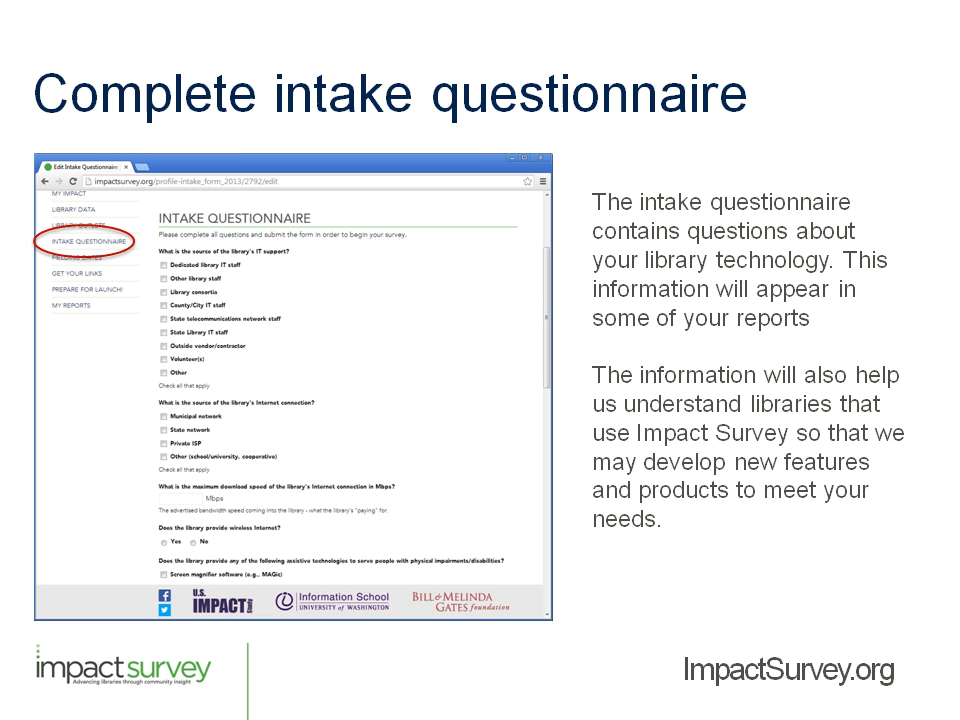 Complete intake questionnaire
Edit Intake Questionnaire
impactsurvey.org/profile-intake_form_2013/2792/edit
MY IMPACT
LIBRARY DATA
LIBRARY OUTLETS
INTAKE QUESTIONNAIRE
FIELDING DATES
GET YOUR LINKS
PREPARE FOR LAUNCH!
MY REPORTS
INTAKE QUESTIONNAIRE
Please complete all questions and submit the form in order to begin your survey.
What is the source of the library's IT support?
Dedicated library IT staff
Other library staff
Library consortia
County/City IT staff
State telecommunications network staff
State Library IT staff
Outside vendor/contractor
Volunteer(s)
Other
Check all that apply
What is the source of the library's Internet connection?
Municipal network
State network
Private ISP
Other (school/university, cooperative)
Check all that apply
What is the maximum download speed of the library's Internet connection in Mbps?
Mbps
The advertised bandwidth speed coming into the library - what the library's "paying" for.
Does the library provide wireless Internet?
Yes No
Does the library provide any of the following assistive technologies to serve people with physical impairments/disabilities?
Screen magnifier software (e.g., MAGic)
U.S.
IMPACT Study
Information School
UNIVERSITY of WASHINGTON
BILL & MELINDA
GATES foundation
The intake questionnaire
contains questions about
your library technology. This
information will appear in
some of your reports
The information will also help
us understand libraries that
use Impact Survey so that we
may develop new features
and products to meet your
needs.
impactsurvey
Advancing libraries through community insight
ImpactSurvey.org